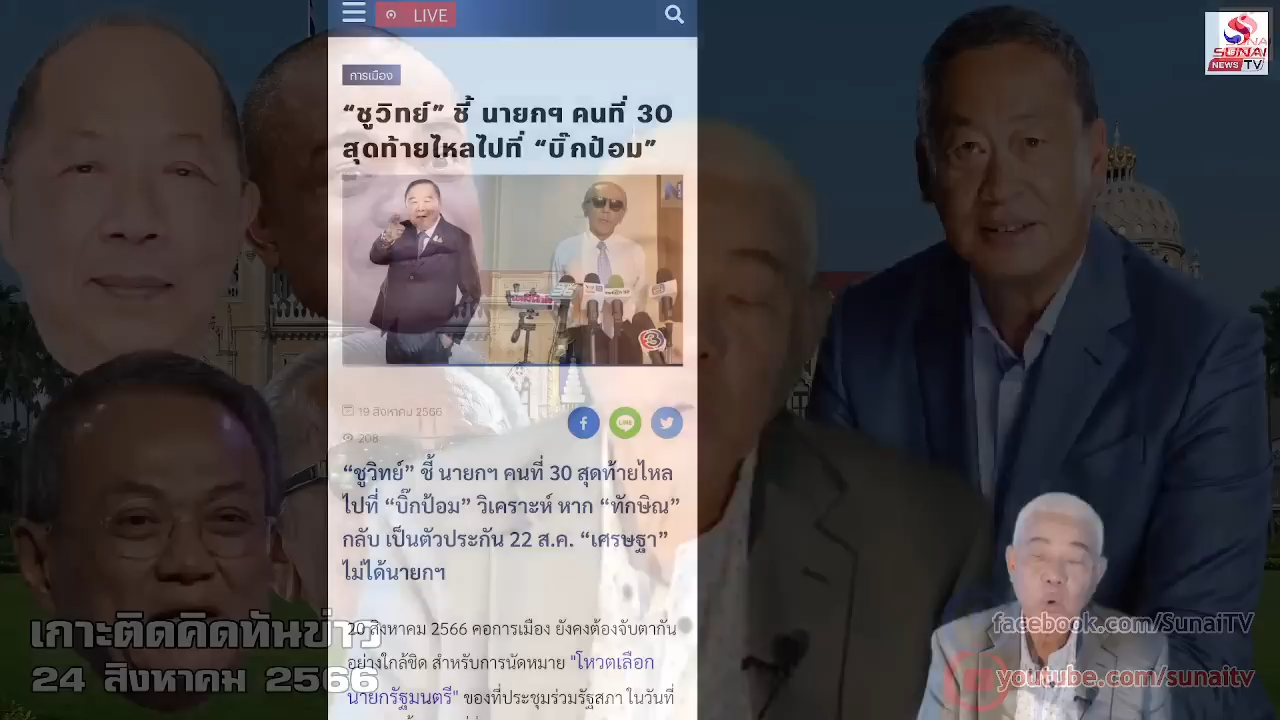 LIVE
SUNAI
NEWS TV
การเมือง
“ชูวิทย์” ชี้ นายกฯ คนที่ 30
สุดท้ายไหลไปที่ “บิ๊กป้อม”
19 สิงหาคม 2566
208
“ชูวิทย์” ชี้ นายกฯ คนที่ 30 สุดท้ายไหล
ไปที่ “บิ๊กป้อม” วิเคราะห์ หาก “ทักษิณ”
กลับ เป็นตัวประกัน 22 ส.ค. “เศรษฐา”
ไม่ได้นายกฯ
20 สิงหาคม 2566 คอการเมือง ยังคงต้องจับตากัน
อย่างใกล้ชิด สำหรับการนัดหมาย "โหวตเลือก
นายกรัฐมนตรี" ของที่ประชุมร่วมรัฐสภา ในวันที่
เกาะติดคิดทันข่าว
24 สิงหาคม 2566
facebook.com/SunaiTV
youtube.com/sunaitv